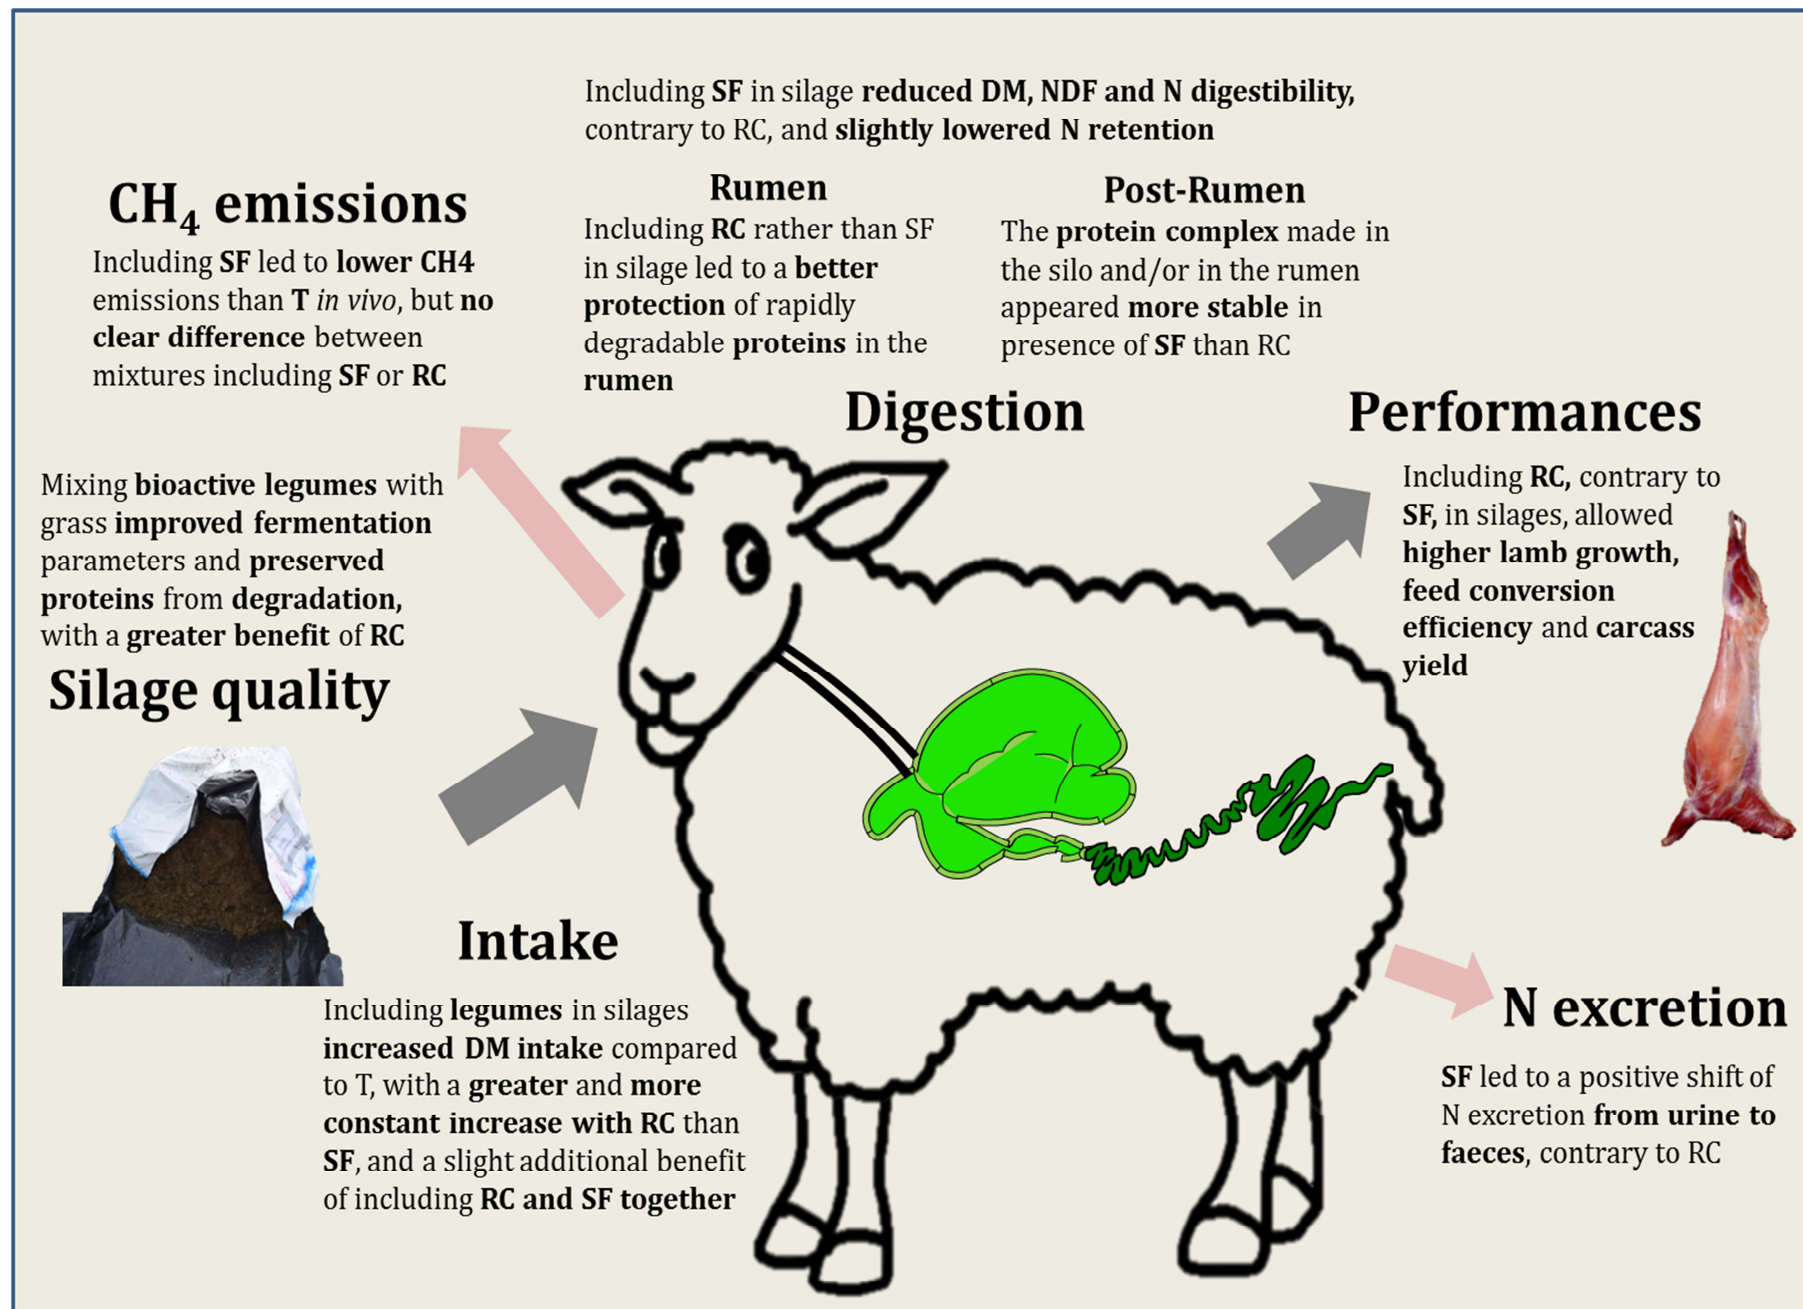 Including SF in silage reduced DM, NDF and N digestibility,
contrary to RC, and slightly lowered N retention
CH₄ emissions
Including SF led to lower CH4
emissions than T in vivo, but no
clear difference between
mixtures including SF or RC
Rumen
Including RC rather than SF
in silage led to a better
protection of rapidly
degradable proteins in the
rumen
Post-Rumen
The protein complex made in
the silo and/or in the rumen
appeared more stable in
presence of SF than RC
Digestion
Performances
Including RC, contrary to
SF, in silages, allowed
higher lamb growth,
feed conversion
efficiency and carcass
yield
Mixing bioactive legumes with
grass improved fermentation
parameters and preserved
proteins from degradation,
with a greater benefit of RC
Silage quality
Intake
Including legumes in silages
increased DM intake compared
to T, with a greater and more
constant increase with RC than
SF, and a slight additional benefit
of including RC and SF together
N excretion
SF led to a positive shift of
N excretion from urine to
faeces, contrary to RC